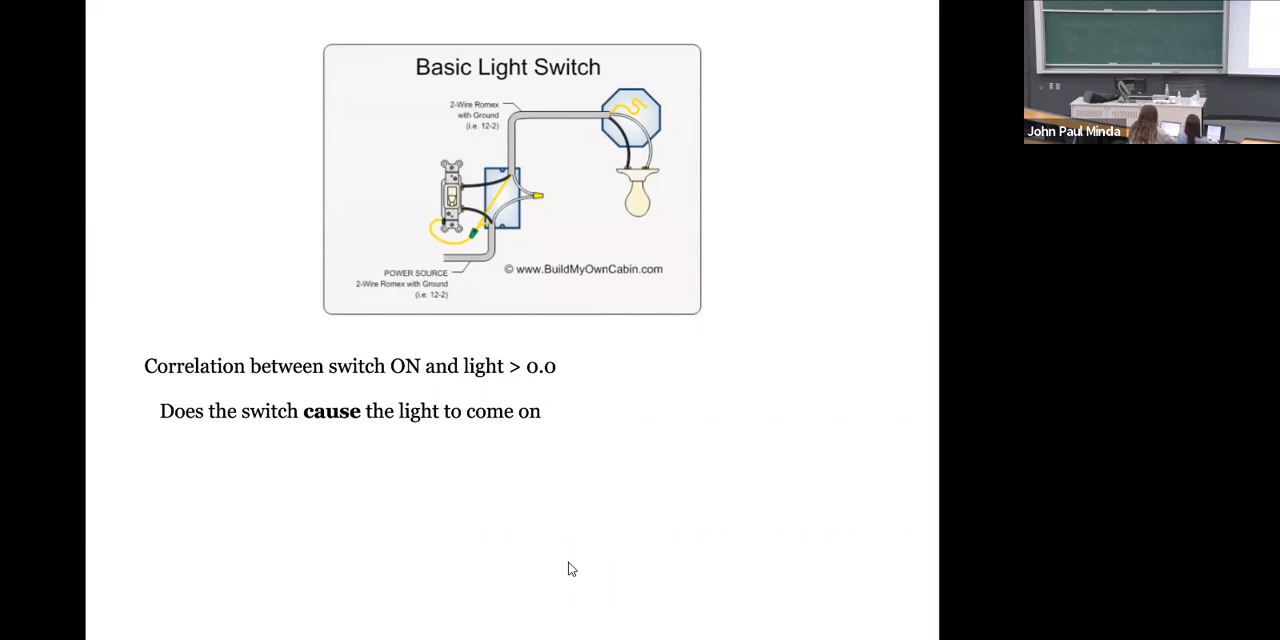 Basic Light Switch
2-Wire Romex
with Ground
(i.e. 12-2)
POWER SOURCE
2-Wire Romex with Ground
(i.e. 12-2)
© www.BuildMyOwnCabin.com
Correlation between switch ON and light > 0.0
Does the switch cause the light to come on
John Paul Minda